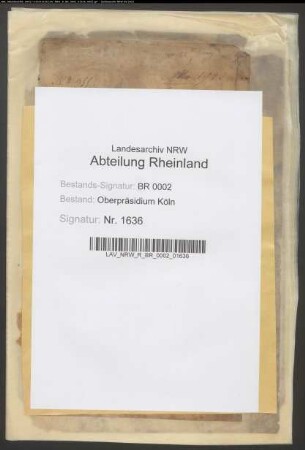 Landesarchiv NRW
Abteilung Rheinland
Bestands-Signatur: BR 0002
Bestand: Oberpräsidium Köln
Signatur: Nr. 1636
LAV_NRW_R_BR_0002_01636